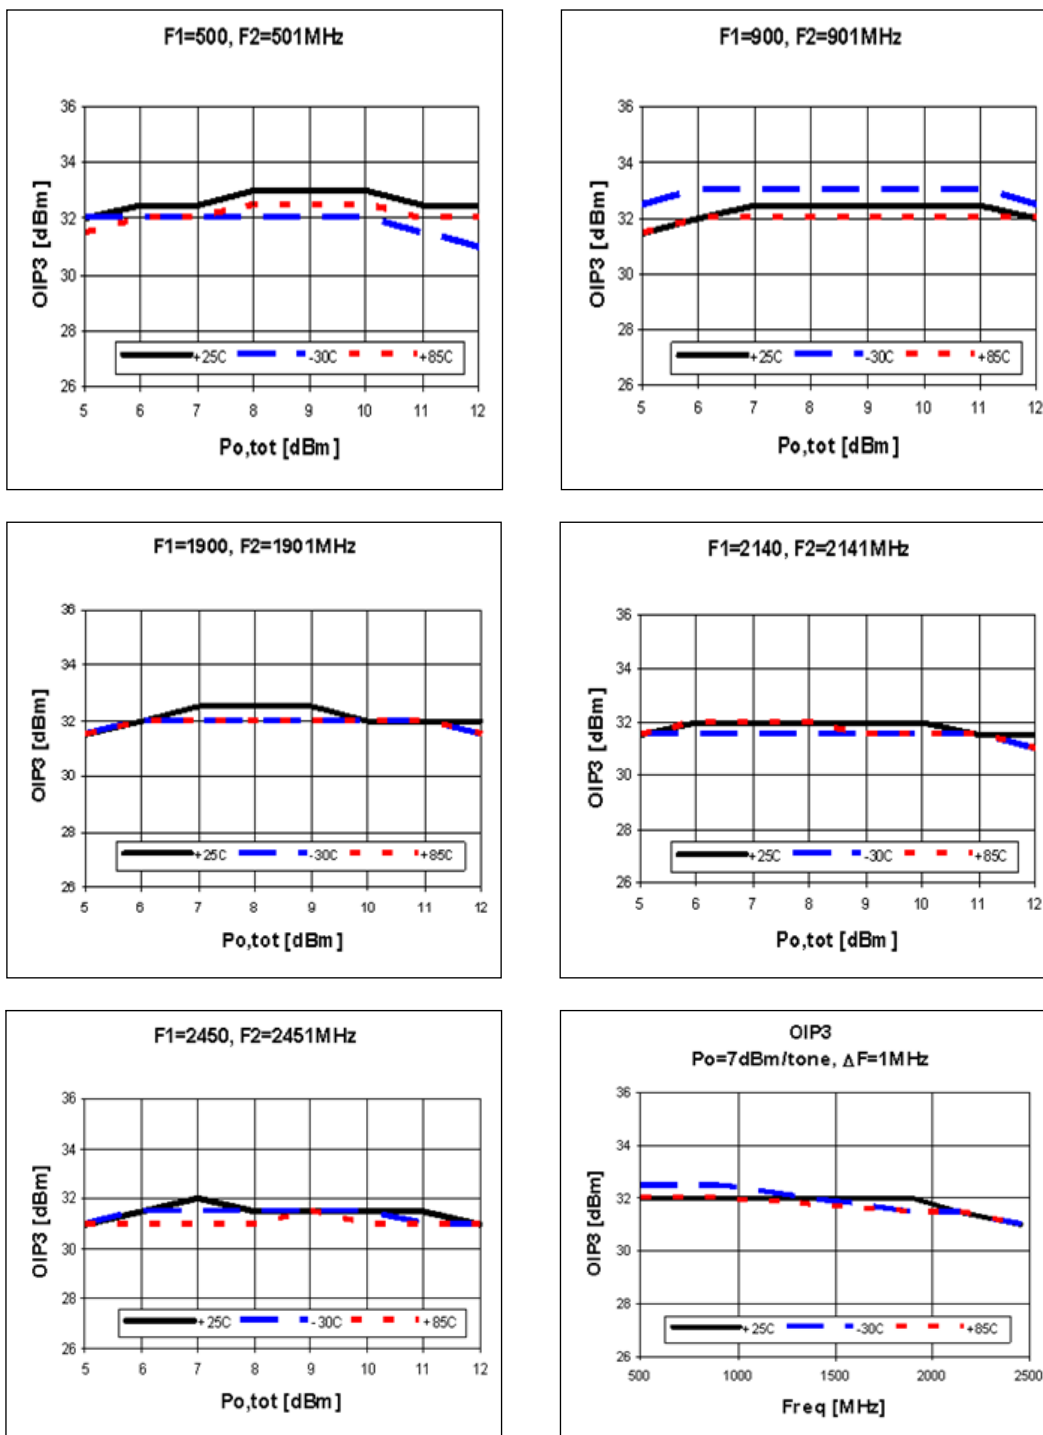 F1=500, F2=501MHz
OIP3 [dBm]
36
34
32
30
28
26
+25C
-30C
+85C
5 6 7 8 9 10 11 12
Po,tot [dBm]
F1=900, F2=901MHz
OIP3 [dBm]
36
34
32
30
28
26
+25C
-30C
+85C
5 6 7 8 9 10 11 12
Po,tot [dBm]
F1=1900, F2=1901MHz
OIP3 [dBm]
36
34
32
30
28
26
+25C
-30C
+85C
5 6 7 8 9 10 11 12
Po,tot [dBm]
F1=2140, F2=2141MHz
OIP3 [dBm]
36
34
32
30
28
26
+25C
-30C
+85C
5 6 7 8 9 10 11 12
Po,tot [dBm]
F1=2450, F2=2451MHz
OIP3 [dBm]
36
34
32
30
28
26
+25C
-30C
+85C
5 6 7 8 9 10 11 12
Po,tot [dBm]
OIP3
Po=7dBm/tone, ΔF=1MHz
OIP3 [dBm]
36
34
32
30
28
26
+25C
-30C
+85C
500 1000 1500 2000 2500
Freq [MHz]